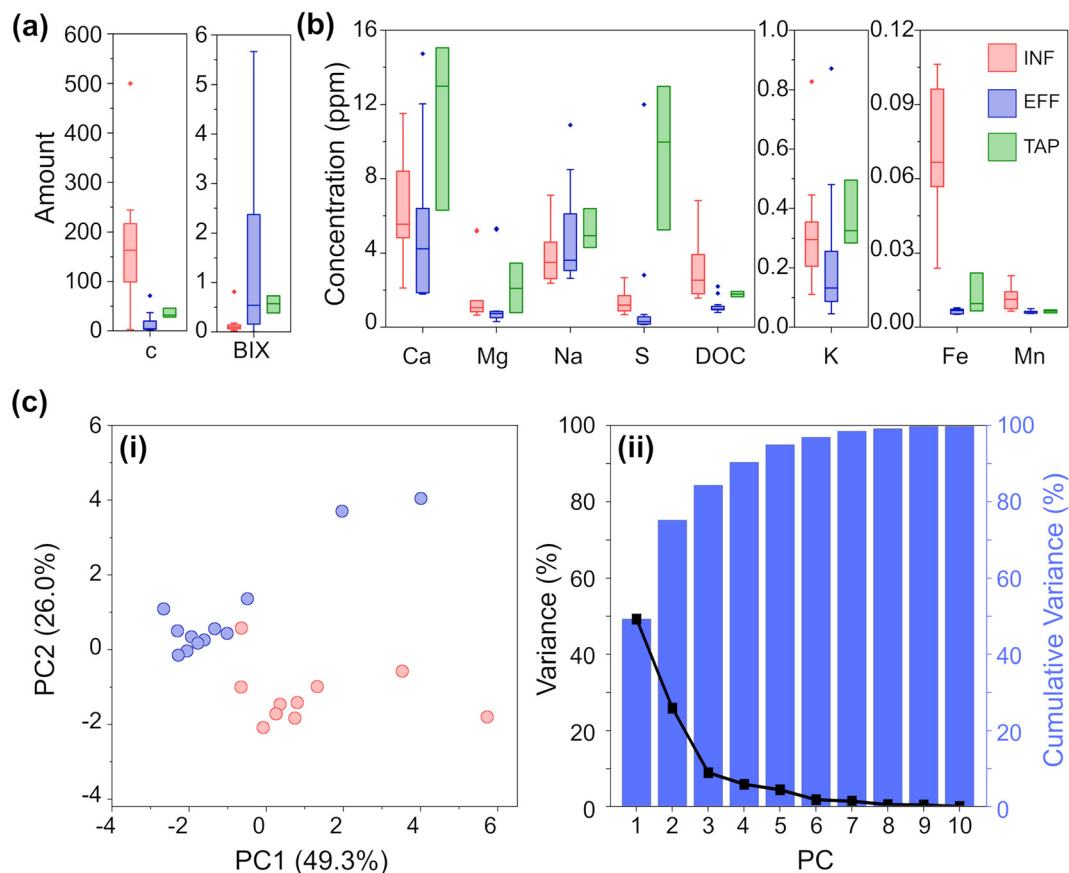 (a)
600
500
400
300
200
100
0
Amount
c
6
5
4
3
2
1
0
BIX
(b)
16
12
8
4
0
Concentration (ppm)
Ca Mg Na S DOC
1.0
0.8
0.6
0.4
0.2
0.0
K
0.12
0.09
0.06
0.03
0.00
Fe Mn
INF
EFF
TAP
(c)
(i)
6
4
2
0
-2
-4
PC2 (26.0%)
-4 -2 0 2 4 6
PC1 (49.3%)
(ii)
100
80
60
40
20
0
Variance (%)
1 2 3 4 5 6 7 8 9 10
PC
100
80
60
40
20
0
Cumulative Variance (%)